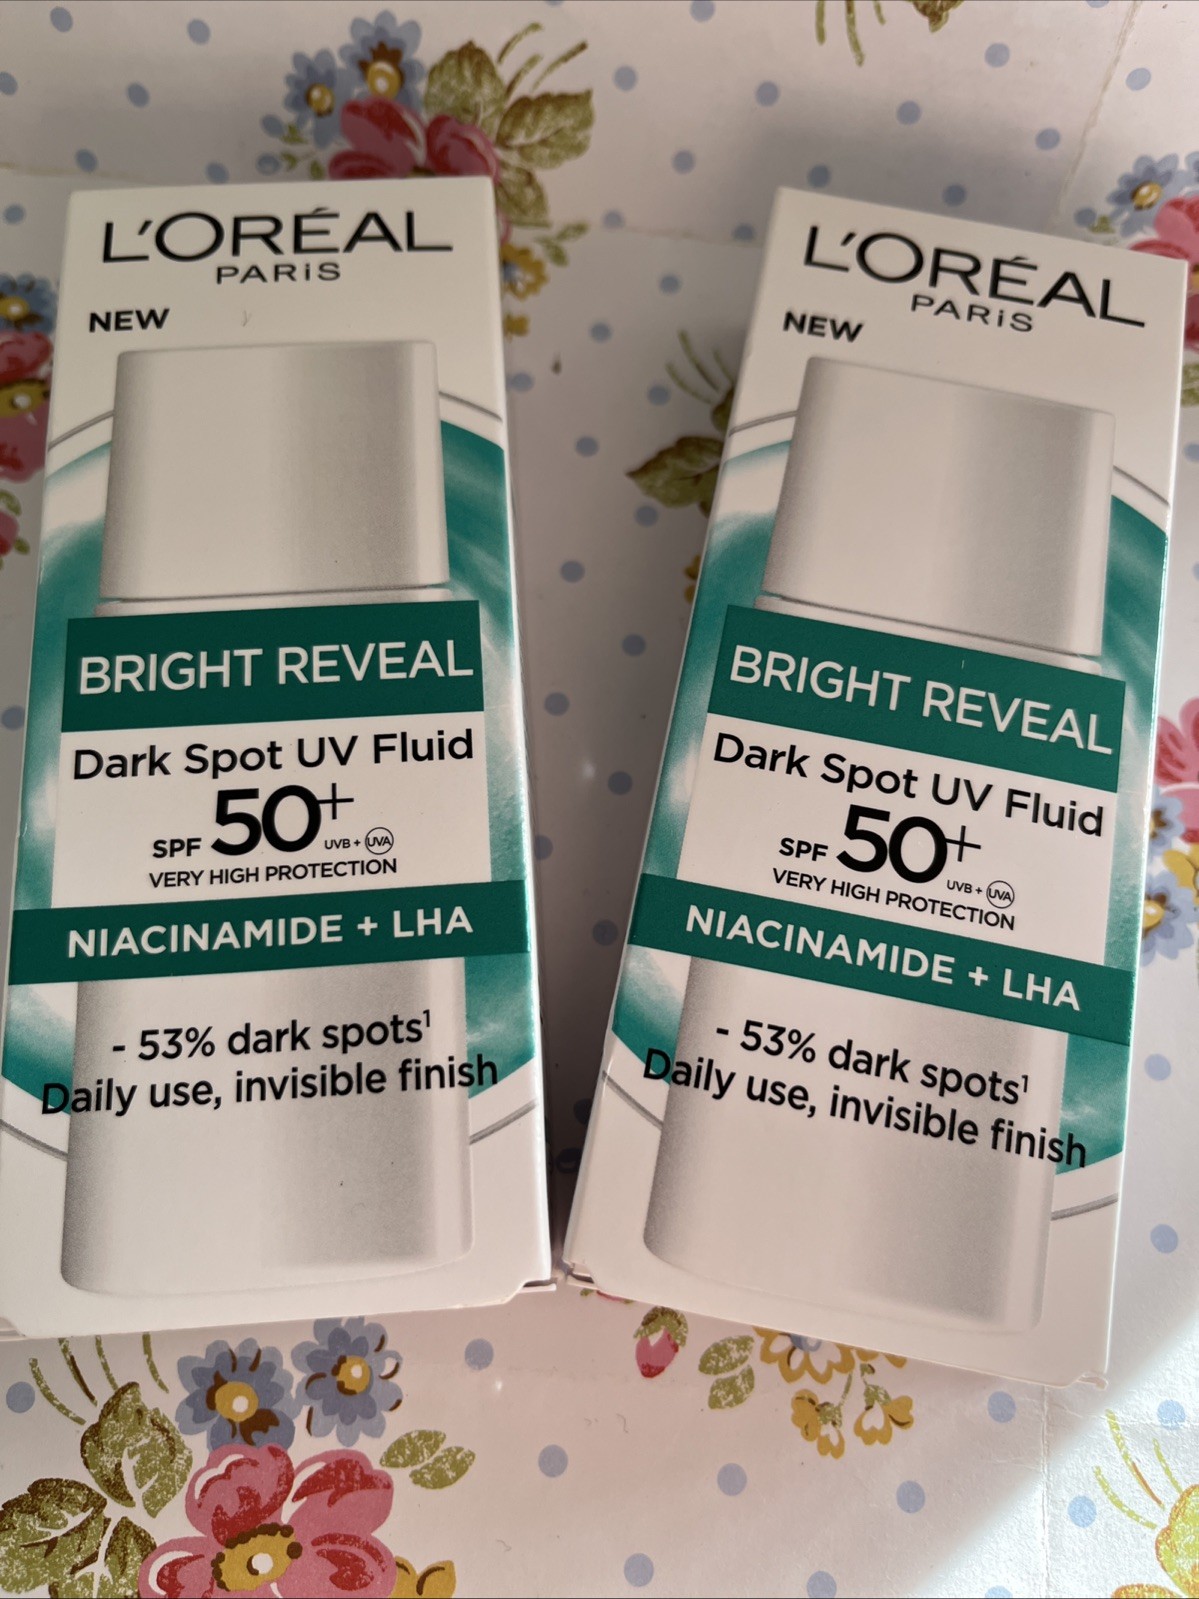 L'ORÉAL
PARiS
NEW
BRIGHT REVEAL
Dark Spot UV Fluid
SPF 50+ UVB + UVA
VERY HIGH PROTECTION
NIACINAMIDE + LHA
- 53% dark spots¹
Daily use, invisible finish
L'ORÉAL
PARiS
NEW
BRIGHT REVEAL
Dark Spot UV Fluid
SPF 50+ UVB + UVA
VERY HIGH PROTECTION
NIACINAMIDE + LHA
- 53% dark spots¹
Daily use, invisible finish